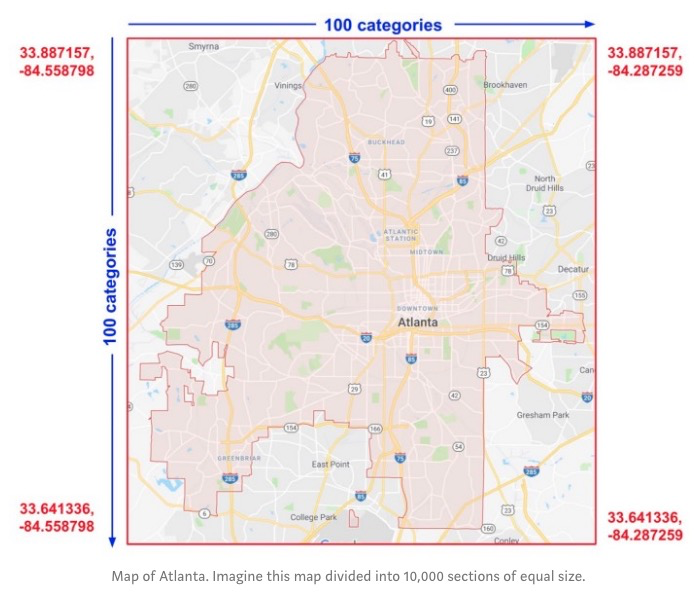 100 categories
33.887157,
-84.558798
33.887157,
-84.287259
Smyrna
280
Vinings
400
Brookhaven
19
141
BUCKHEAD
237
75
41
285
85
North
Druid Hills
23
23
280
ATLANTIC
STATION
42
MIDTOWN
Druid Hills
139
70
78
78
Decatur
155
100 categories
DOWNTOWN
Atlanta
285
154
20
85
23
Can
29
42
20
Gresham Park
154
166
54
GREENBRIAR
East Point
75
285
285
85
33.641336,
-84.558798
6
College Park
23
33.641336,
-84.287259
160
Conley
Map of Atlanta. Imagine this map divided into 10,000 sections of equal size.